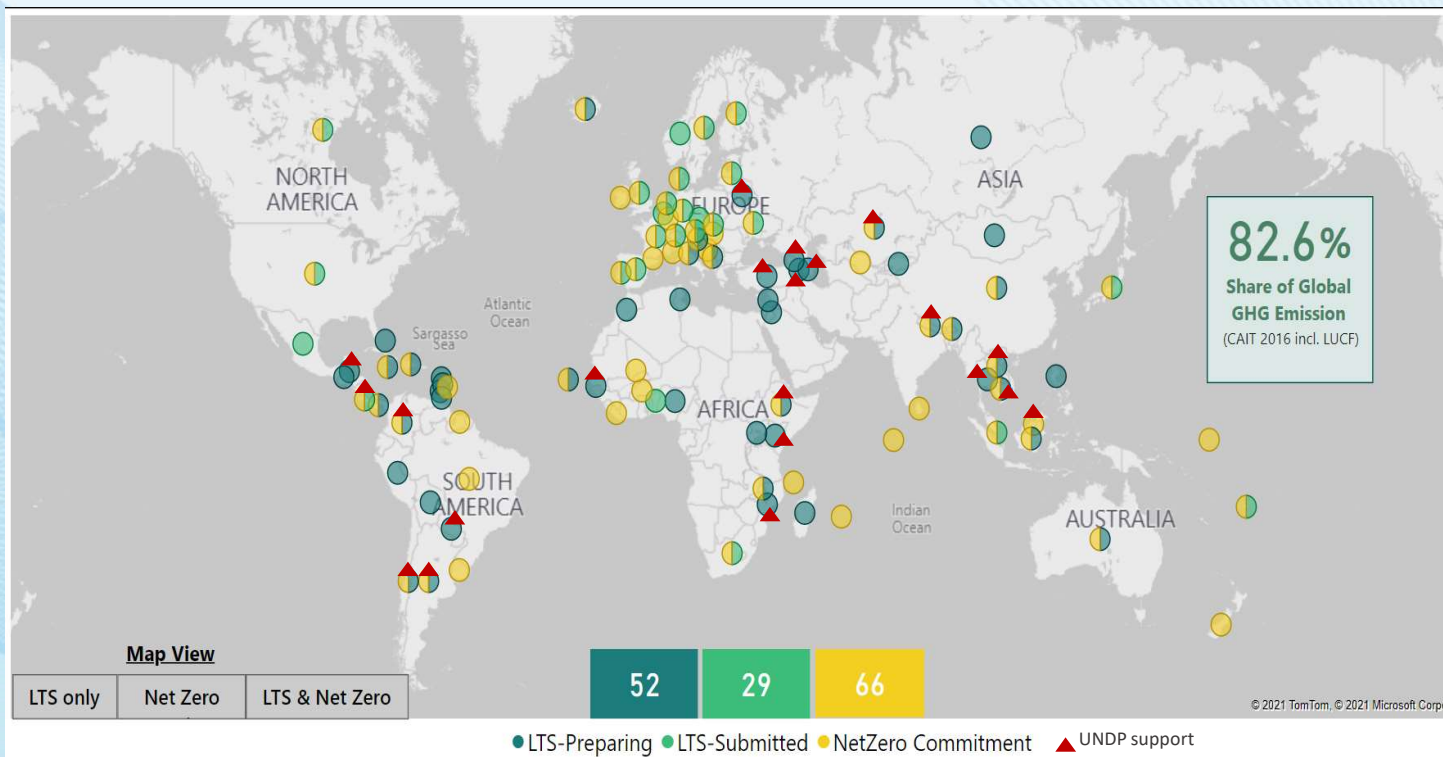 NORTH
AMERICA
ASIA
EUROPE
82.6%
Share of Global
GHG Emission
(CAIT 2016 incl. LUCF)
Atlantic
Ocean
Sargasso
Sea
AFRICA
SOUTH
AMERICA
Indian
Ocean
AUSTRALIA
Map View
LTS only
Net Zero
LTS & Net Zero
52
29
66
© 2021 TomTom, © 2021 Microsoft Corpo
LTS-Preparing
LTS-Submitted
NetZero Commitment
UNDP support